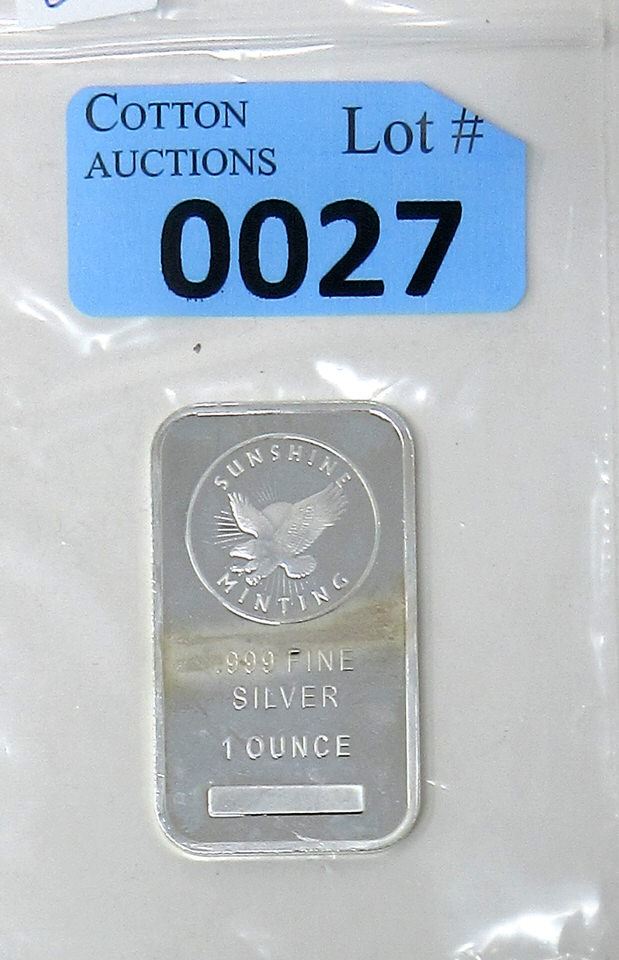 COTTON
AUCTIONS
Lot #
0027
SUNSHINE
MINTING
.999 FINE
SILVER
1 OUNCE